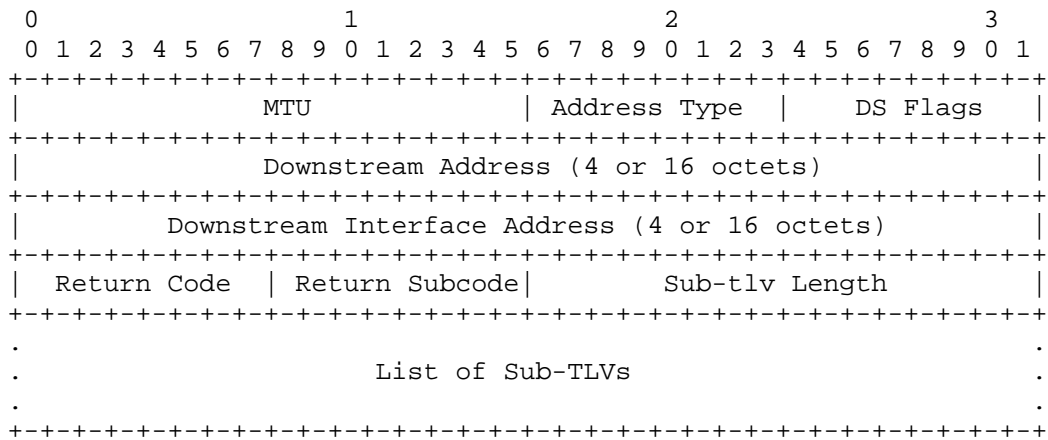 0                   1                   2                   3
 0 1 2 3 4 5 6 7 8 9 0 1 2 3 4 5 6 7 8 9 0 1 2 3 4 5 6 7 8 9 0 1
+-+-+-+-+-+-+-+-+-+-+-+-+-+-+-+-+-+-+-+-+-+-+-+-+-+-+-+-+-+-+-+-+
|               MTU             | Address Type  |    DS Flags   |
+-+-+-+-+-+-+-+-+-+-+-+-+-+-+-+-+-+-+-+-+-+-+-+-+-+-+-+-+-+-+-+-+
|               Downstream Address (4 or 16 octets)             |
+-+-+-+-+-+-+-+-+-+-+-+-+-+-+-+-+-+-+-+-+-+-+-+-+-+-+-+-+-+-+-+-+
|         Downstream Interface Address (4 or 16 octets)         |
+-+-+-+-+-+-+-+-+-+-+-+-+-+-+-+-+-+-+-+-+-+-+-+-+-+-+-+-+-+-+-+-+
|  Return Code  | Return Subcode|        Sub-tlv Length         |
+-+-+-+-+-+-+-+-+-+-+-+-+-+-+-+-+-+-+-+-+-+-+-+-+-+-+-+-+-+-+-+-+
.                                                               .
.                      List of Sub-TLVs                         .
.                                                               .
+-+-+-+-+-+-+-+-+-+-+-+-+-+-+-+-+-+-+-+-+-+-+-+-+-+-+-+-+-+-+-+-+